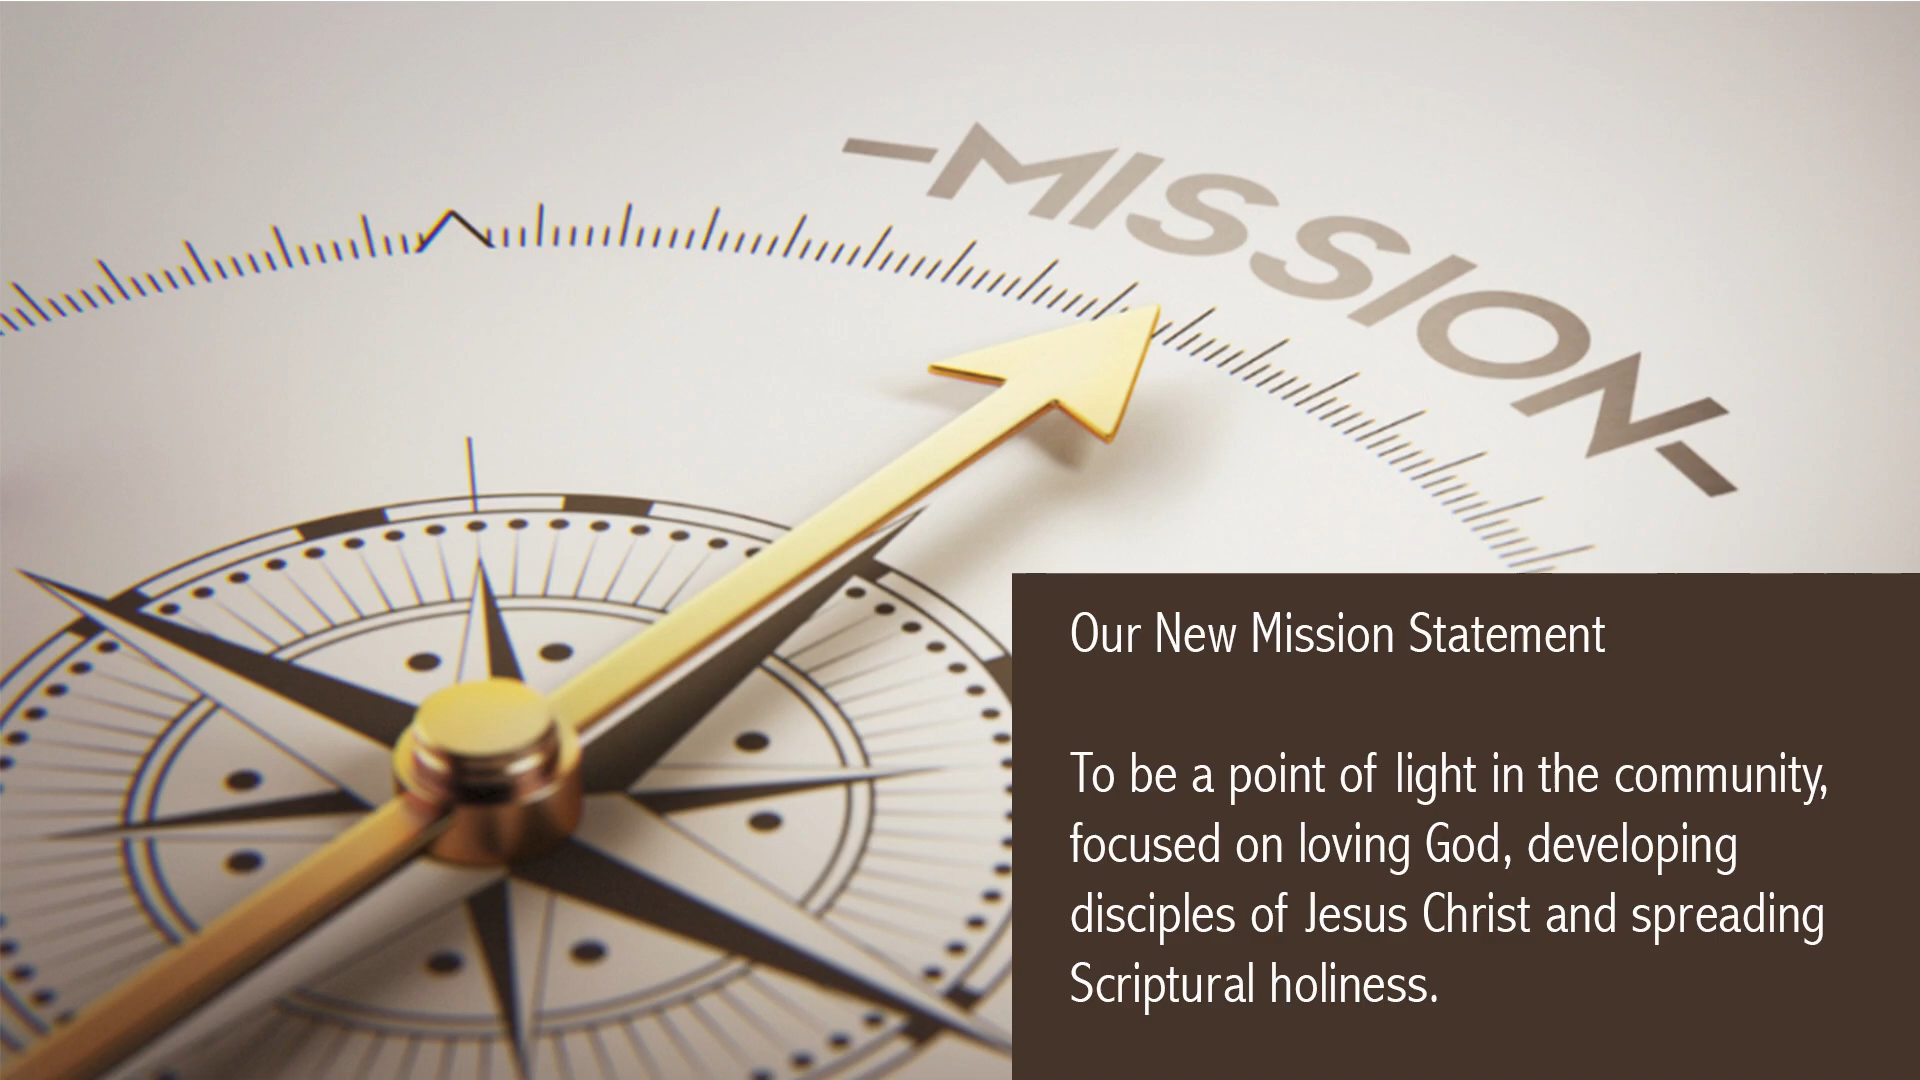 -MISSION-
Our New Mission Statement
To be a point of light in the community,
focused on loving God, developing
disciples of Jesus Christ and spreading
Scriptural holiness.